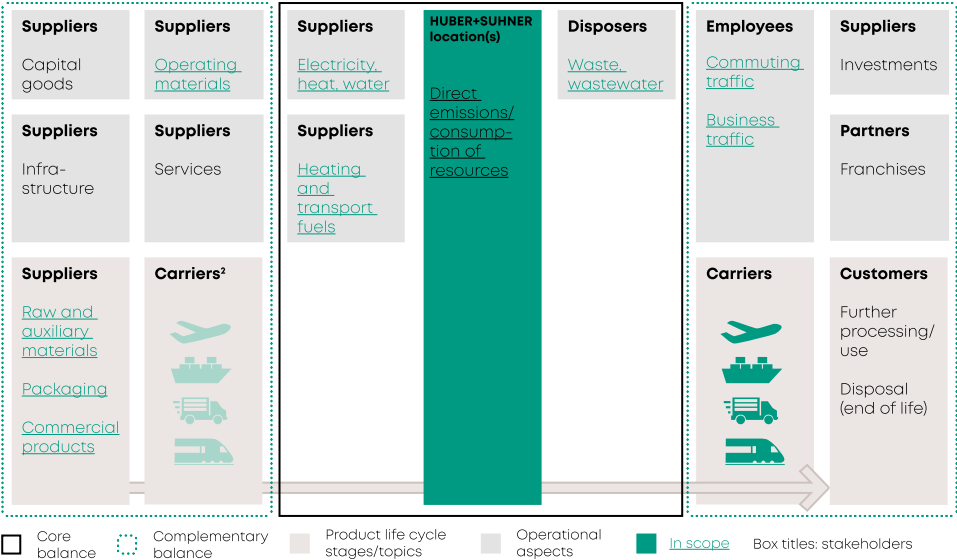 Suppliers
Capital
goods
Suppliers
Operating
materials
Suppliers
Infra-
structure
Suppliers
Services
Suppliers
Raw and
auxiliary
materials
Packaging
Commercial
products
Carriers²
Suppliers
Electricity,
heat, water
Suppliers
Heating
and
transport
fuels
HUBER+SUHNER
location(s)
Direct
emissions/
consump-
tion of
resources
Disposers
Waste,
wastewater
Employees
Commuting
traffic
Business
traffic
Suppliers
Investments
Partners
Franchises
Carriers
Customers
Further
processing/
use
Disposal
(end of life)
Core
balance
Complementary
balance
Product life cycle
stages/topics
Operational
aspects
In scope
Box titles: stakeholders